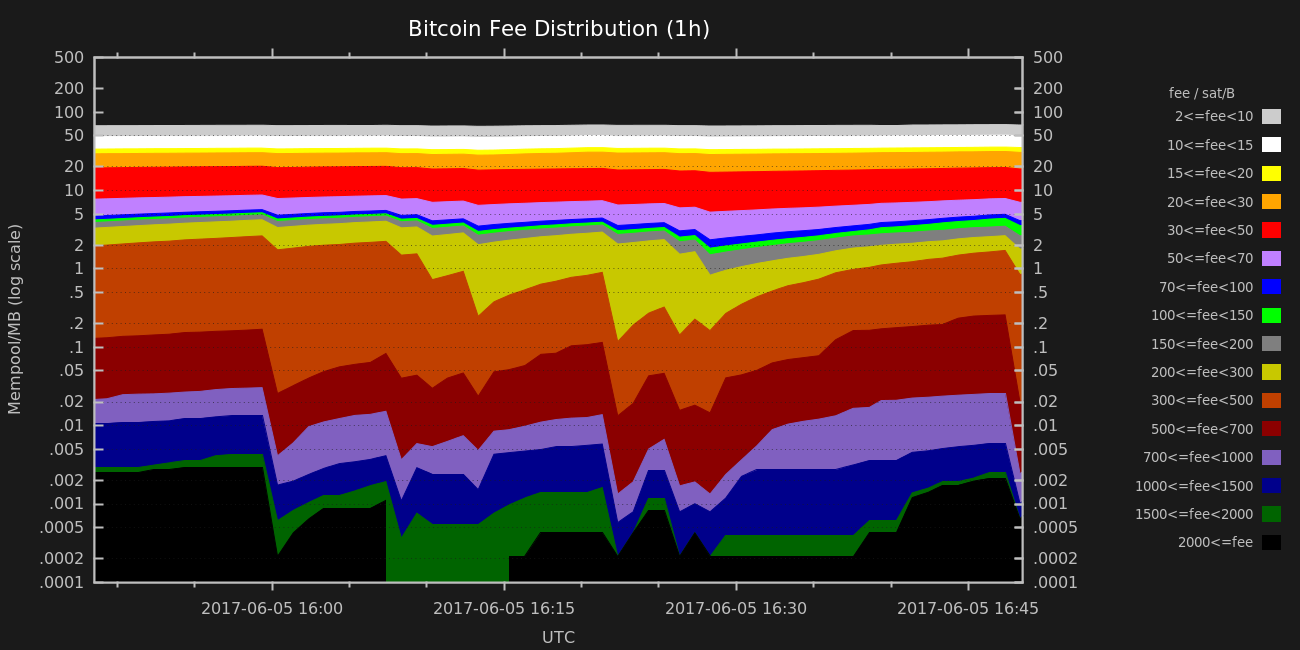 Bitcoin Fee Distribution (1h)
Mempool/MB (log scale)
500
200
100
50
20
10
5
2
1
.5
.2
.1
.05
.02
.01
.005
.002
.001
.0005
.0002
.0001
500
200
100
50
20
10
5
2
1
.5
.2
.1
.05
.02
.01
.005
.002
.001
.0005
.0002
.0001
2017-06-05 16:00 2017-06-05 16:15 2017-06-05 16:30 2017-06-05 16:45
UTC
fee / sat/B
2<=fee<10
10<=fee<15
15<=fee<20
20<=fee<30
30<=fee<50
50<=fee<70
70<=fee<100
100<=fee<150
150<=fee<200
200<=fee<300
300<=fee<500
500<=fee<700
700<=fee<1000
1000<=fee<1500
1500<=fee<2000
2000<=fee